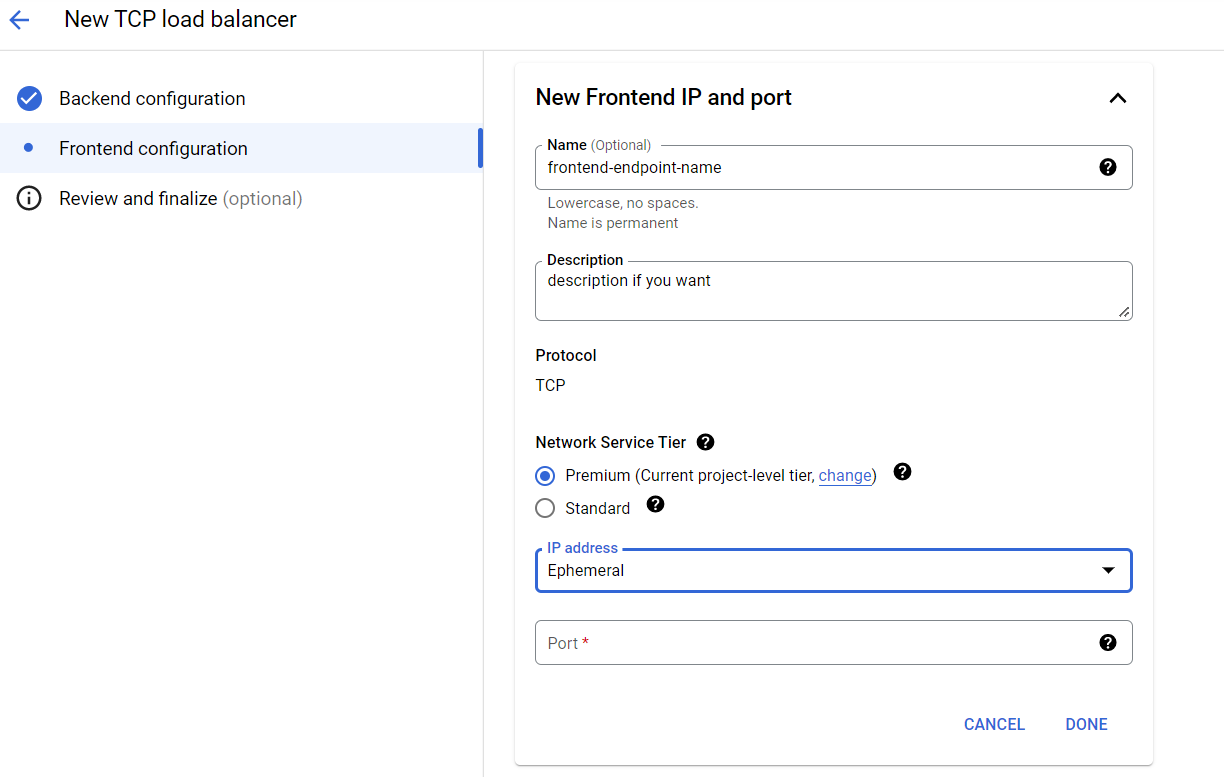 New TCP load balancer
Backend configuration
Frontend configuration
Review and finalize (optional)
New Frontend IP and port
Name (Optional)
frontend-endpoint-name
Lowercase, no spaces.
Name is permanent
Description
description if you want
Protocol
TCP
Network Service Tier
Premium (Current project-level tier, change)
Standard
IP address
Ephemeral
Port *
CANCEL DONE